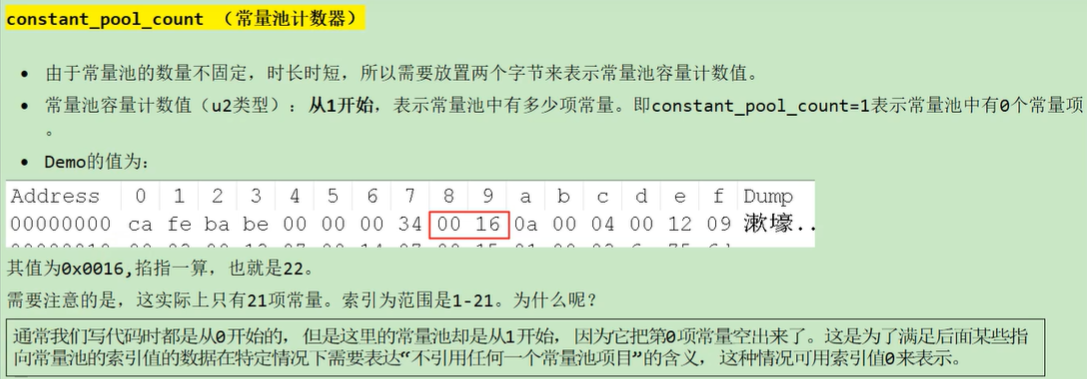 constant_pool_count （常量池计数器）
• 由于常量池的数量不固定，时长时短，所以需要放置两个字节来表示常量池容量计数值。
• 常量池容量计数值（u2类型）：从1开始，表示常量池中有多少项常量。即constant_pool_count=1表示常量池中有0个常量项
。
• Demo的值为：
Address 0 1 2 3 4 5 6 7 8 9 a b c d e f Dump
00000000 ca fe ba be 00 00 00 34 00 16 0a 00 04 00 12 09 漱壕..
其值为0x0016,掐指一算，也就是22。
需要注意的是，这实际上只有21项常量。索引为范围是1-21。为什么呢？
通常我们写代码时都是从0开始的，但是这里的常量池却是从1开始，因为它把第0项常量空出来了。这是为了满足后面某些指
向常量池的索引值的数据在特定情况下需要表达“不引用任何一个常量池项目”的含义，这种情况可用索引值0来表示。